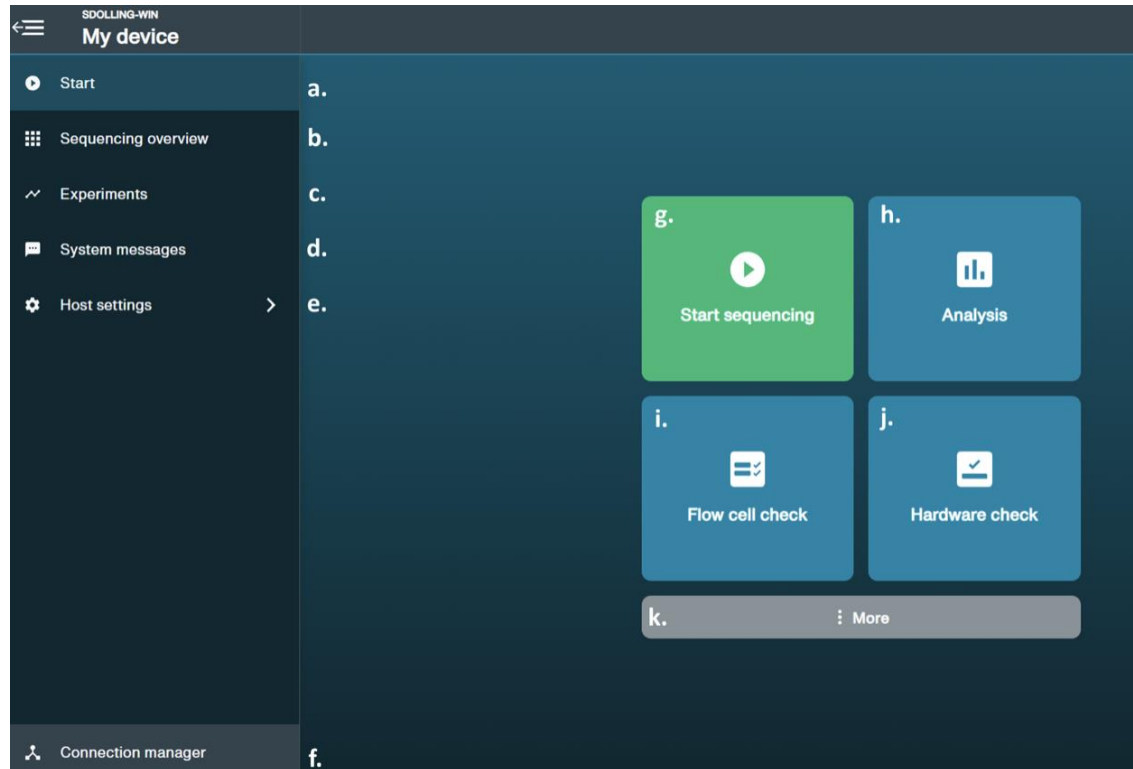 SDOLLING-WIN
My device
Start
a.
Sequencing overview
b.
Experiments
c.
System messages
d.
Host settings
e.
g.
Start sequencing
h.
Analysis
i.
Flow cell check
j.
Hardware check
k.
More
Connection manager
f.